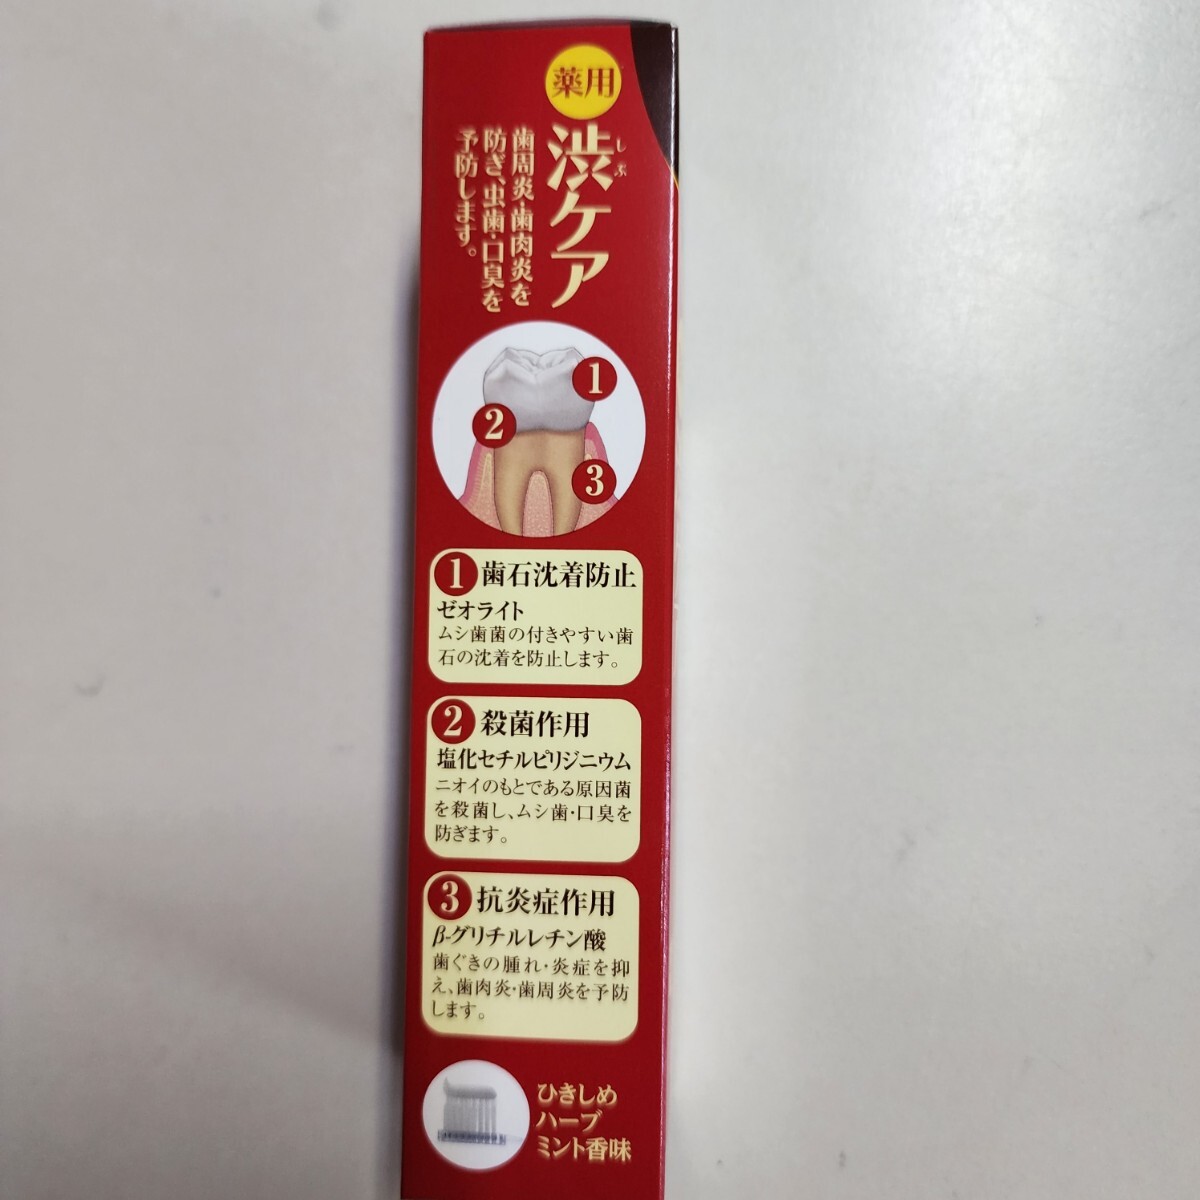 薬用
渋ケア
しぶ
歯周炎・歯肉炎を
防ぎ、虫歯・口臭を
予防します。
1
2
3
1 歯石沈着防止
ゼオライト
ムシ歯菌の付きやすい歯
石の沈着を防止します。
2 殺菌作用
塩化セチルピリジニウム
ニオイのもとである原因菌
を殺菌し、ムシ歯・口臭を
防ぎます。
3 抗炎症作用
β-グリチルレチン酸
歯ぐきの腫れ・炎症を抑
え、歯肉炎・歯周炎を予防
します。
ひきしめ
ハーブ
ミント香味